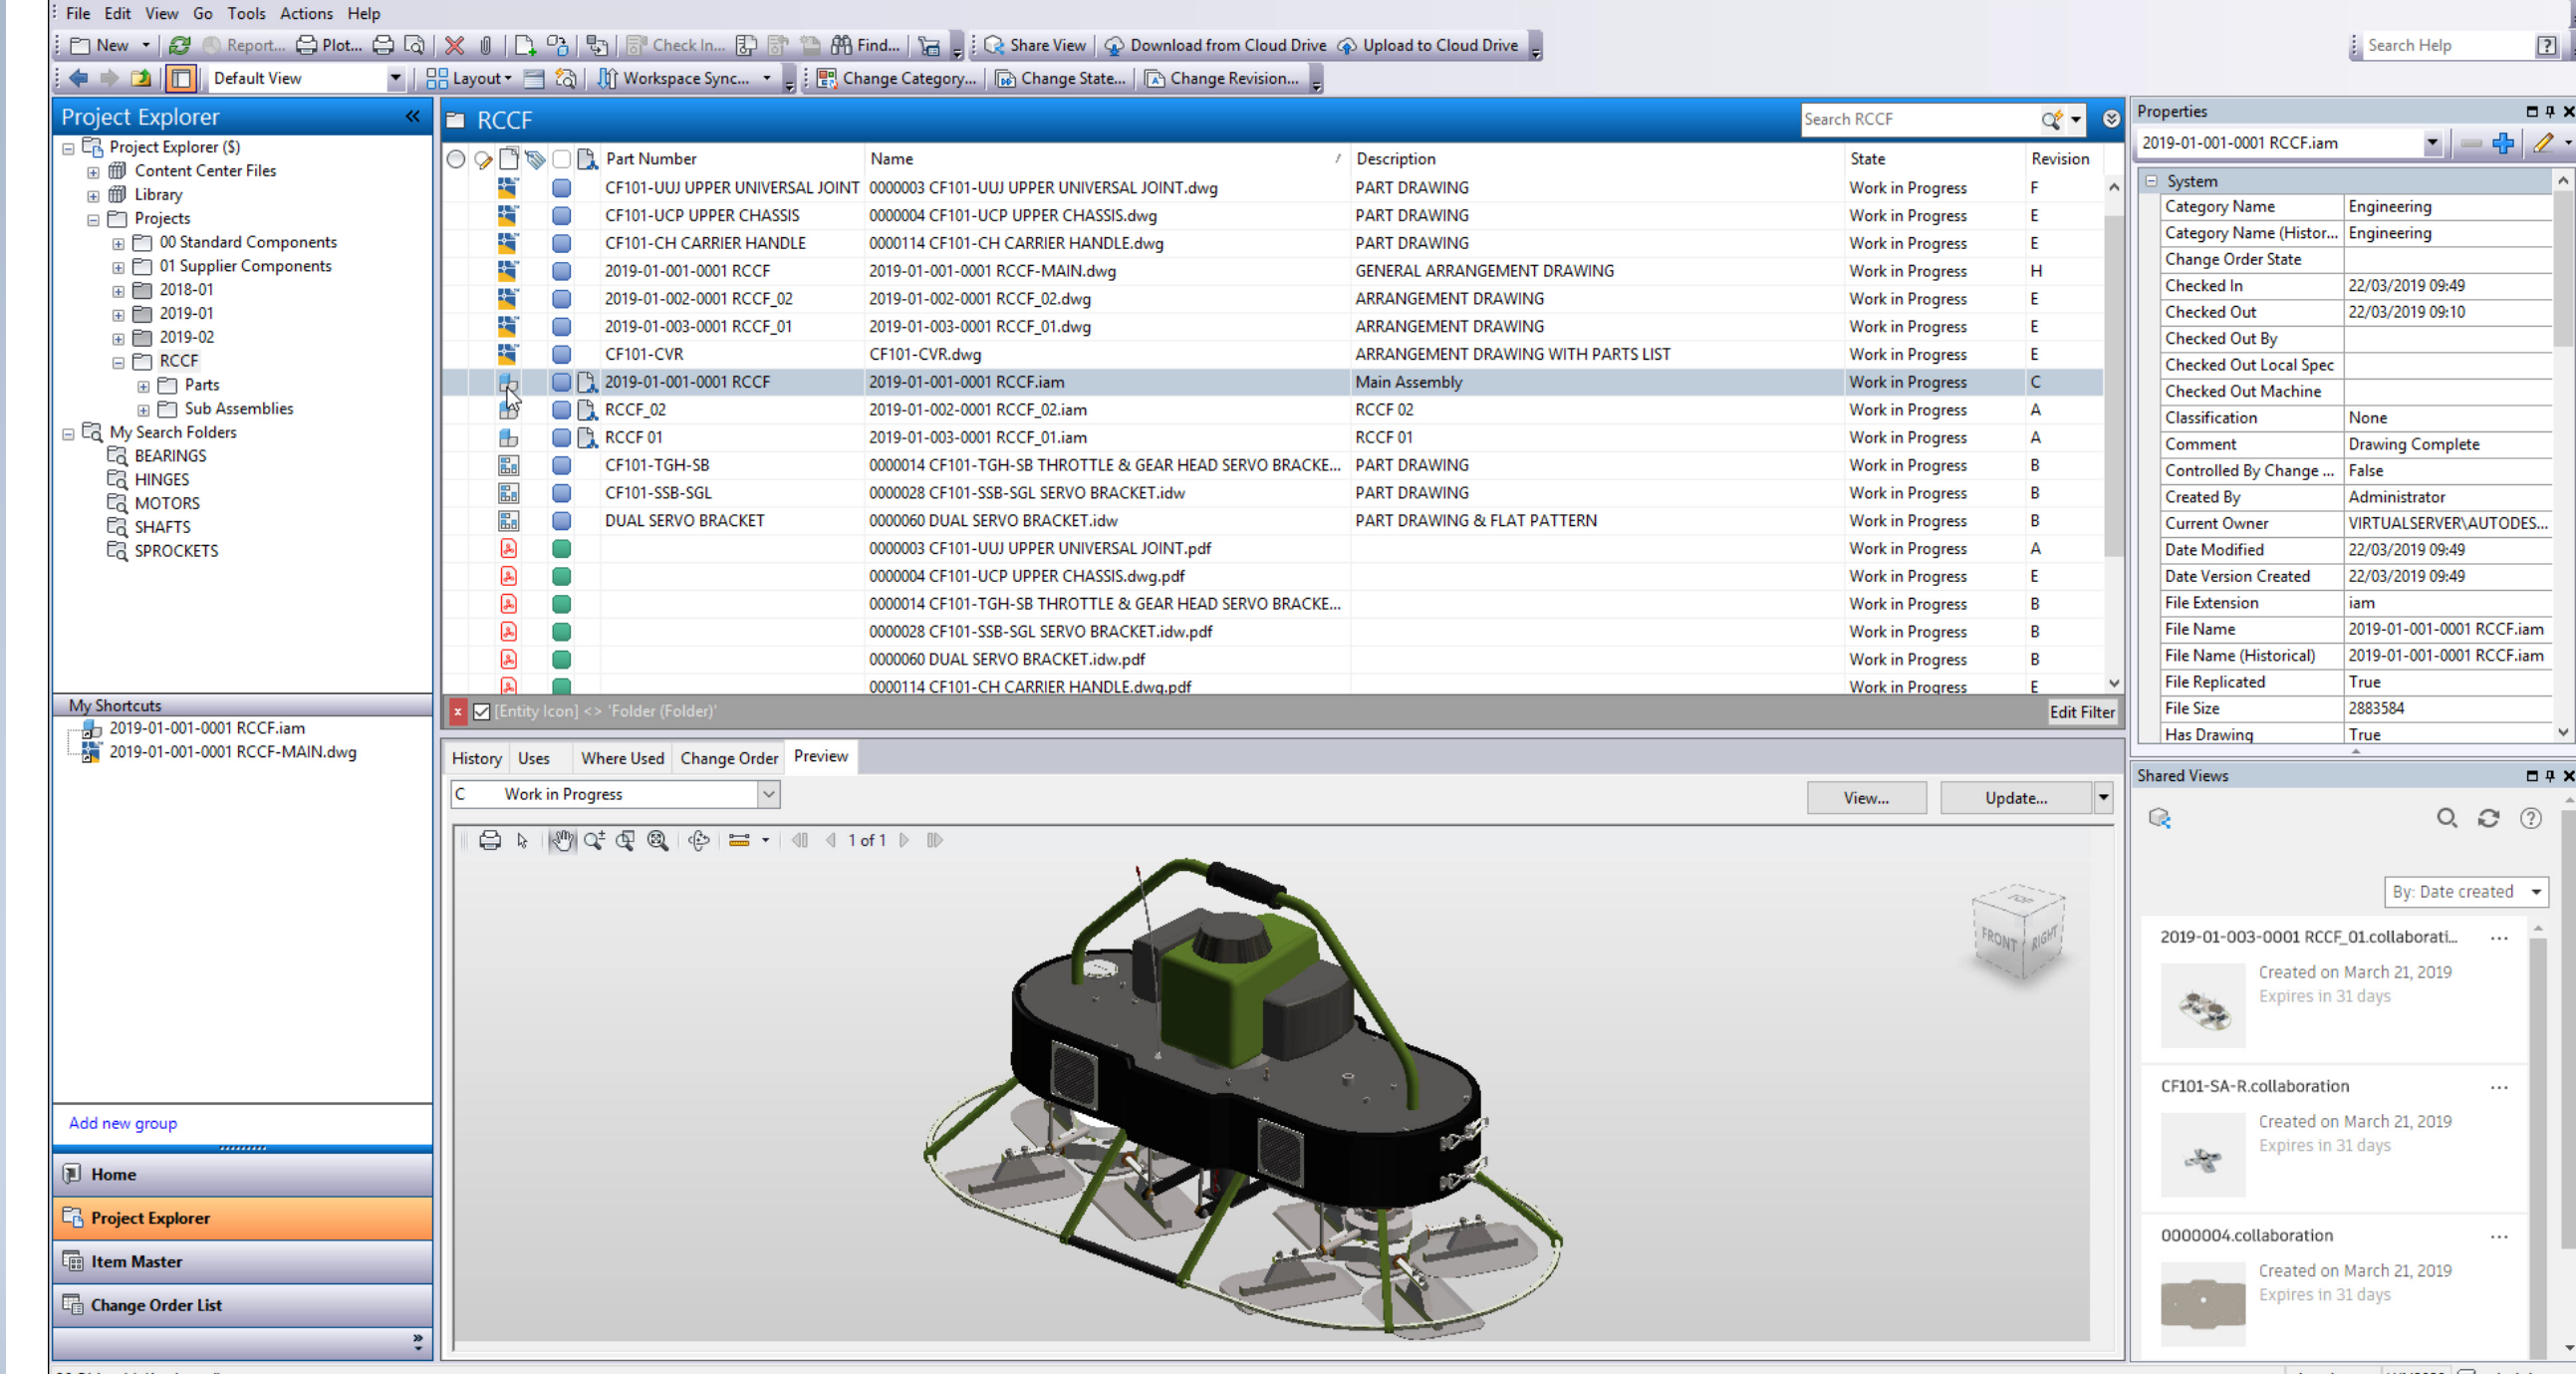 File Edit View Go Tools Actions Help
New Report... Plot... Check In... Find... Share View Download from Cloud Drive Upload to Cloud Drive
Search Help
Default View Layout Workspace Sync... Change Category... Change State... Change Revision...
Project Explorer
Project Explorer ($)
Content Center Files
Library
Projects
00 Standard Components
01 Supplier Components
2018-01
2019-01
2019-02
RCCF
Parts
Sub Assemblies
My Search Folders
BEARINGS
HINGES
MOTORS
SHAFTS
SPROCKETS
My Shortcuts
2019-01-001-0001 RCCF.iam
2019-01-001-0001 RCCF-MAIN.dwg
Add new group
Home
Project Explorer
Item Master
Change Order List
RCCF
Search RCCF
Part Number Name Description State Revision
CF101-UUJ UPPER UNIVERSAL JOINT 0000003 CF101-UUJ UPPER UNIVERSAL JOINT.dwg PART DRAWING Work in Progress F
CF101-UCP UPPER CHASSIS 0000004 CF101-UCP UPPER CHASSIS.dwg PART DRAWING Work in Progress E
CF101-CH CARRIER HANDLE 0000114 CF101-CH CARRIER HANDLE.dwg PART DRAWING Work in Progress E
2019-01-001-0001 RCCF 2019-01-001-0001 RCCF-MAIN.dwg GENERAL ARRANGEMENT DRAWING Work in Progress H
2019-01-002-0001 RCCF_02 2019-01-002-0001 RCCF_02.dwg ARRANGEMENT DRAWING Work in Progress E
2019-01-003-0001 RCCF_01 2019-01-003-0001 RCCF_01.dwg ARRANGEMENT DRAWING Work in Progress E
CF101-CVR CF101-CVR.dwg ARRANGEMENT DRAWING WITH PARTS LIST Work in Progress E
2019-01-001-0001 RCCF 2019-01-001-0001 RCCF.iam Main Assembly Work in Progress C
RCCF_02 2019-01-002-0001 RCCF_02.iam RCCF 02 Work in Progress A
RCCF 01 2019-01-003-0001 RCCF_01.iam RCCF 01 Work in Progress A
CF101-TGH-SB 0000014 CF101-TGH-SB THROTTLE & GEAR HEAD SERVO BRACKE... PART DRAWING Work in Progress B
CF101-SSB-SGL 0000028 CF101-SSB-SGL SERVO BRACKET.idw PART DRAWING Work in Progress B
DUAL SERVO BRACKET 0000060 DUAL SERVO BRACKET.idw PART DRAWING & FLAT PATTERN Work in Progress B
0000003 CF101-UUJ UPPER UNIVERSAL JOINT.pdf Work in Progress A
0000004 CF101-UCP UPPER CHASSIS.dwg.pdf Work in Progress E
0000014 CF101-TGH-SB THROTTLE & GEAR HEAD SERVO BRACKE... Work in Progress B
0000028 CF101-SSB-SGL SERVO BRACKET.idw.pdf Work in Progress B
0000060 DUAL SERVO BRACKET.idw.pdf Work in Progress B
0000114 CF101-CH CARRIER HANDLE.dwg.pdf Work in Progress E
[Entity Icon] <> 'Folder (Folder)' Edit Filter
History Uses Where Used Change Order Preview
C Work in Progress View... Update...
1 of 1
TOP
FRONT RIGHT
Properties
2019-01-001-0001 RCCF.iam
System
Category Name Engineering
Category Name (Histor... Engineering
Change Order State
Checked In 22/03/2019 09:49
Checked Out 22/03/2019 09:10
Checked Out By
Checked Out Local Spec
Checked Out Machine
Classification None
Comment Drawing Complete
Controlled By Change ... False
Created By Administrator
Current Owner VIRTUALSERVER\AUTODES...
Date Modified 22/03/2019 09:49
Date Version Created 22/03/2019 09:49
File Extension iam
File Name 2019-01-001-0001 RCCF.iam
File Name (Historical) 2019-01-001-0001 RCCF.iam
File Replicated True
File Size 2883584
Has Drawing True
Shared Views
By: Date created
2019-01-003-0001 RCCF_01.collaborati... ...
Created on March 21, 2019
Expires in 31 days
CF101-SA-R.collaboration ...
Created on March 21, 2019
Expires in 31 days
0000004.collaboration ...
Created on March 21, 2019
Expires in 31 days